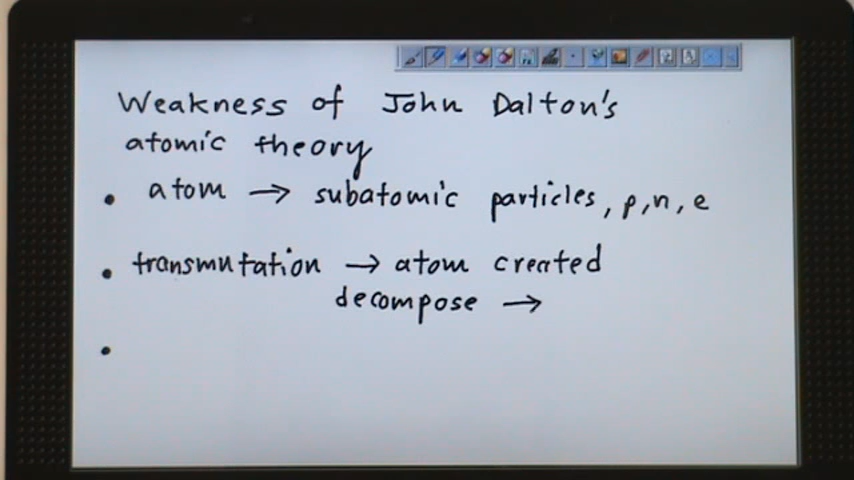 Weakness of John Dalton's
atomic theory
• atom → subatomic particles, p, n, e
• transmutation → atom created
decompose →
•